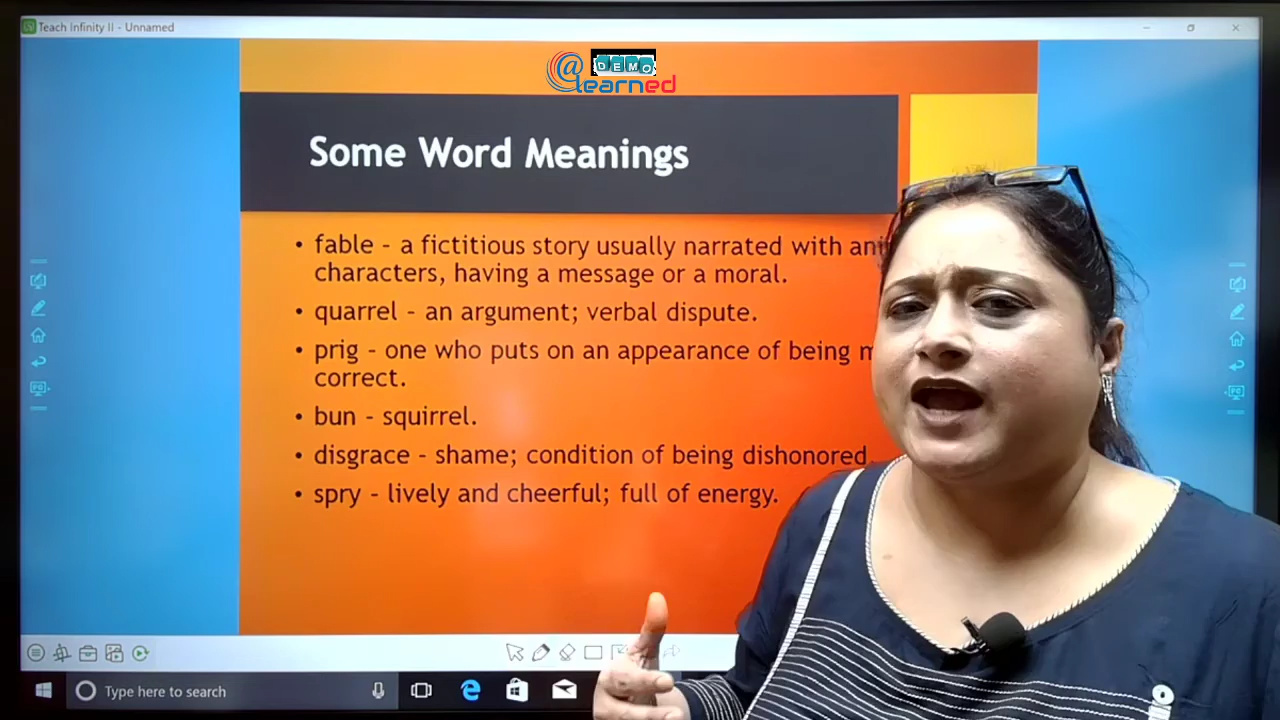 Teach Infinity II - Unnamed
DEMO
@learned
Some Word Meanings
• fable – a fictitious story usually narrated with
characters, having a message or a moral.
• quarrel – an argument; verbal dispute.
• prig – one who puts on an appearance of being
correct.
• bun – squirrel.
• disgrace – shame; condition of being dishonored.
• spry – lively and cheerful; full of energy.
PC
PC
Type here to search